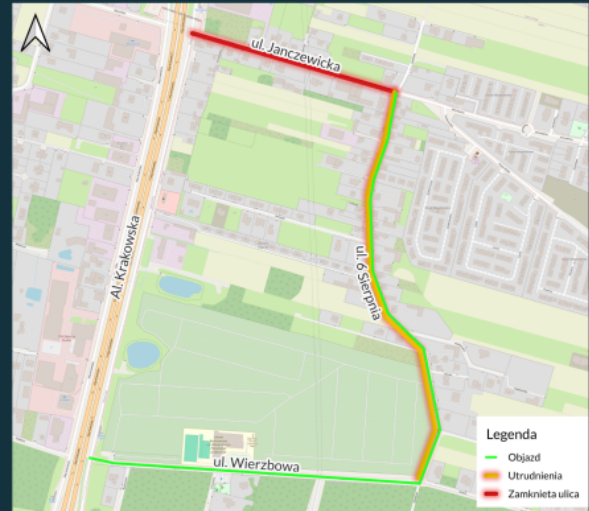 ul. Janczewicka
Al. Krakowska
ul. 6 Sierpnia
ul. Wierzbowa
Legenda
Objazd
Utrudnienia
Zamknieta ulica